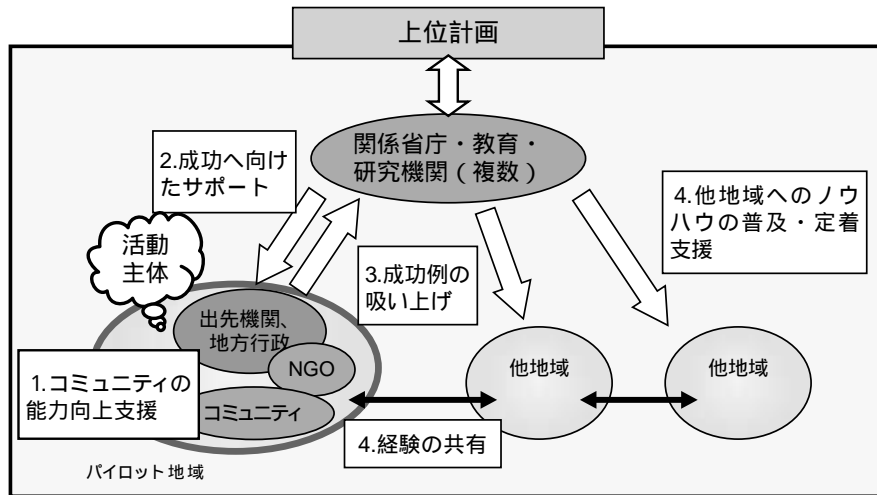 上位計画
関係省庁・教育・
研究機関（複数）
2.成功へ向け
たサポート
4.他地域へのノウ
ハウの普及・定着
支援
活動
主体
3.成功例の
吸い上げ
出先機関、
地方行政
NGO
他地域
他地域
1.コミュニティの
能力向上支援
コミュニティ
4.経験の共有
パイロット地域